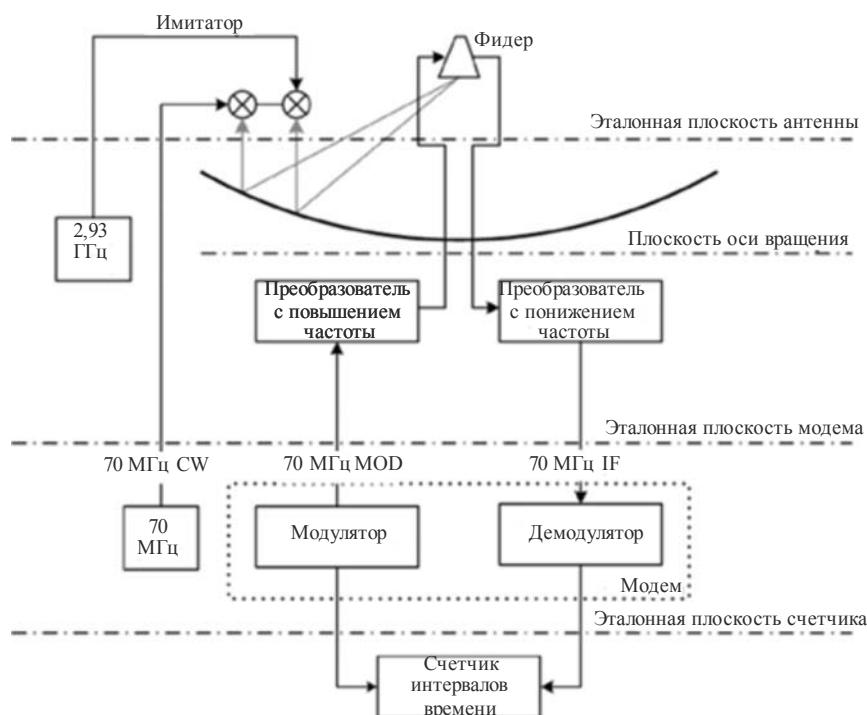 Имитатор
Фидер
Эталонная плоскость антенны
2,93
ГГц
Плоскость оси вращения
Преобразователь
с повышением
частоты
Преобразователь
с понижением
частоты
Эталонная плоскость модема
70 МГц CW
70 МГц MOD
70 МГц IF
70
МГц
Модулятор
Демодулятор
Модем
Эталонная плоскость счетчика
Счетчик
интервалов
времени